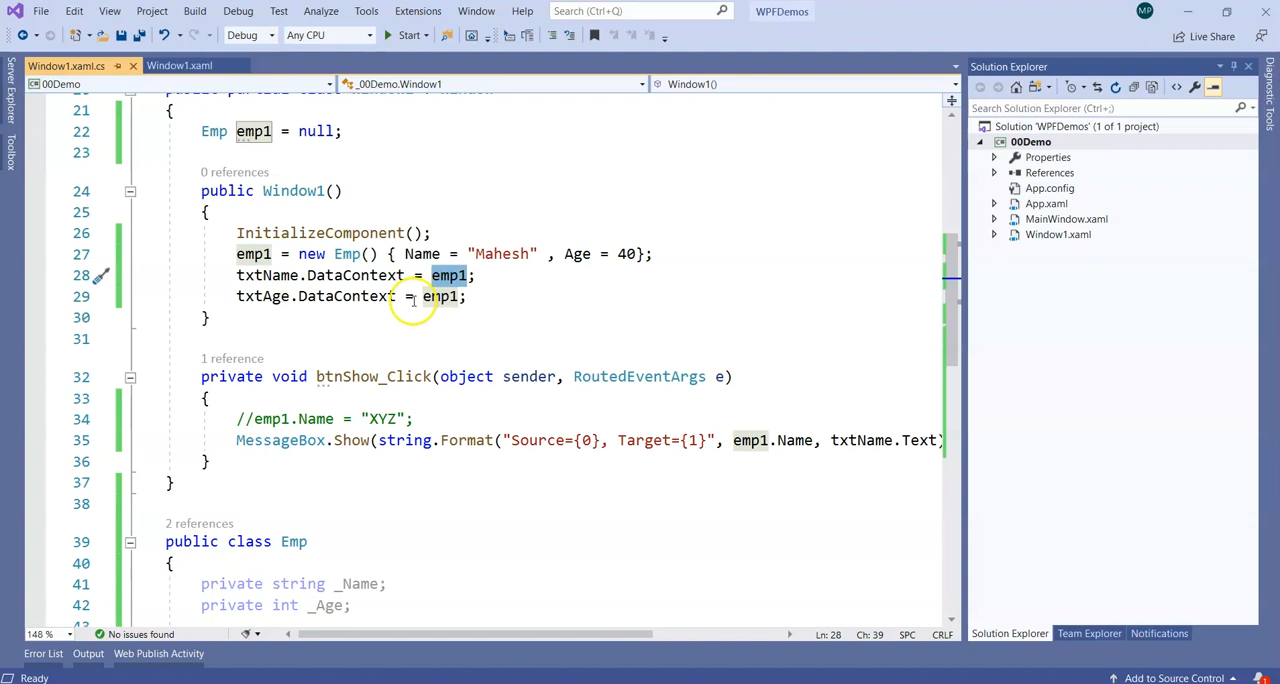 File Edit View Project Build Debug Test Analyze Tools Extensions Window Help Search (Ctrl+Q) WPFDemos MP
Debug Any CPU Start Live Share
Window1.xaml.cs Window1.xaml
00Demo _00Demo.Window1 Window1()
21 {
22 Emp emp1 = null;
23
0 references
24 public Window1()
25 {
26 InitializeComponent();
27 emp1 = new Emp() { Name = "Mahesh" , Age = 40};
28 txtName.DataContext = emp1;
29 txtAge.DataContext = emp1;
30 }
31
1 reference
32 private void btnShow_Click(object sender, RoutedEventArgs e)
33 {
34 //emp1.Name = "XYZ";
35 MessageBox.Show(string.Format("Source={0}, Target={1}", emp1.Name, txtName.Text)
36 }
37 }
38
2 references
39 public class Emp
40 {
41 private string _Name;
42 private int _Age;
148 % No issues found Ln: 28 Ch: 39 SPC CRLF
Error List Output Web Publish Activity
Ready Add to Source Control 1
Server Explorer
Toolbox
Solution Explorer
Search Solution Explorer (Ctrl+;)
Solution 'WPFDemos' (1 of 1 project)
00Demo
Properties
References
App.config
App.xaml
MainWindow.xaml
Window1.xaml
Solution Explorer Team Explorer Notifications
Diagnostic Tools